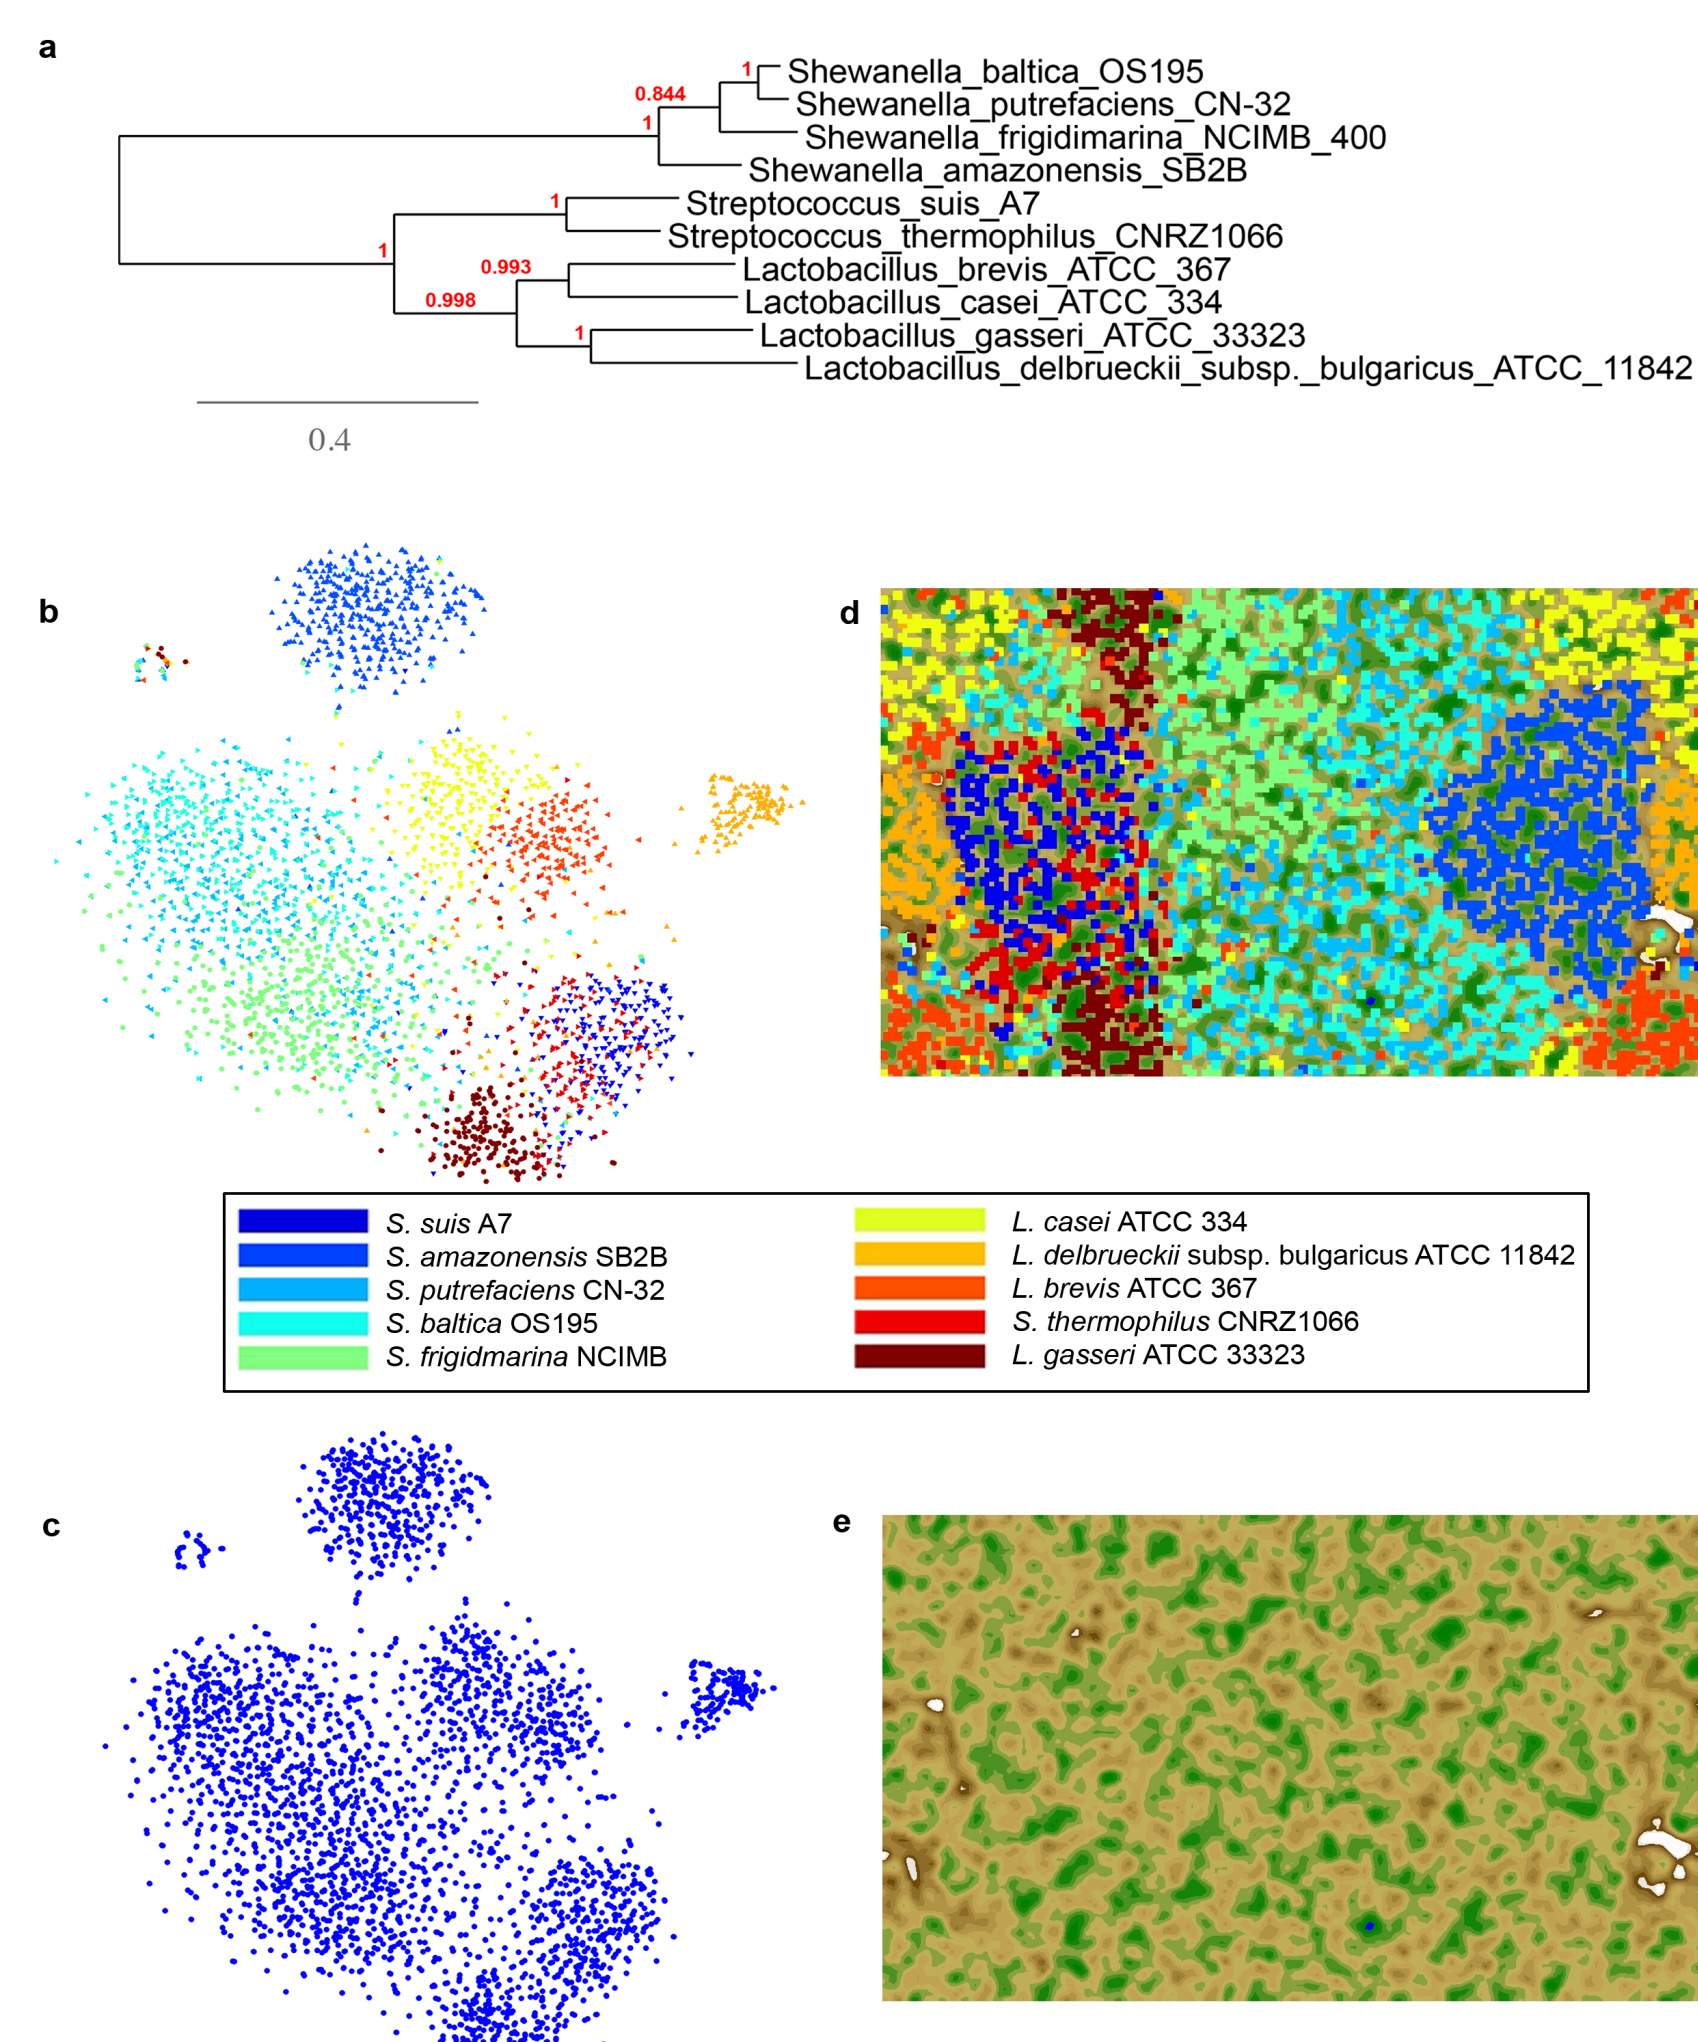 a
1
Shewanella_baltica_OS195
0.844
Shewanella_putrefaciens_CN-32
1
Shewanella_frigidimarina_NCIMB_400
Shewanella_amazonensis_SB2B
1
Streptococcus_suis_A7
Streptococcus_thermophilus_CNRZ1066
1
0.993
Lactobacillus_brevis_ATCC_367
0.998
Lactobacillus_casei_ATCC_334
1
Lactobacillus_gasseri_ATCC_33323
Lactobacillus_delbrueckii_subsp._bulgaricus_ATCC_11842
0.4
b
d
S. suis A7
S. amazonensis SB2B
S. putrefaciens CN-32
S. baltica OS195
S. frigidmarina NCIMB
L. casei ATCC 334
L. delbrueckii subsp. bulgaricus ATCC 11842
L. brevis ATCC 367
S. thermophilus CNRZ1066
L. gasseri ATCC 33323
c
e